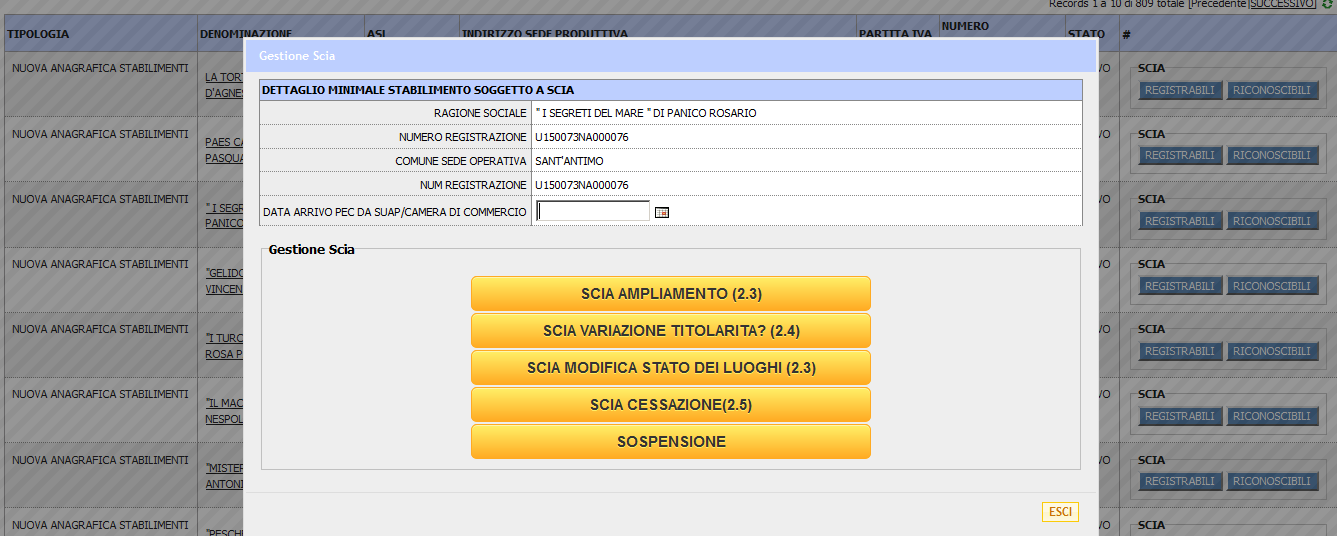 Records 1 a 10 di 809 totale [Precedente|SUCCESSIVO]
TIPOLOGIA DENOMINAZIONE ASL INDIRIZZO SEDE PRODUTTIVA PARTITA IVA NUMERO STATO #
Gestione Scia
DETTAGLIO MINIMALE STABILIMENTO SOGGETTO A SCIA
RAGIONE SOCIALE " I SEGRETI DEL MARE " DI PANICO ROSARIO
NUMERO REGISTRAZIONE U150073NA000076
COMUNE SEDE OPERATIVA SANT'ANTIMO
NUM REGISTRAZIONE U150073NA000076
DATA ARRIVO PEC DA SUAP/CAMERA DI COMMERCIO
Gestione Scia
SCIA AMPLIAMENTO (2.3)
SCIA VARIAZIONE TITOLARITA? (2.4)
SCIA MODIFICA STATO DEI LUOGHI (2.3)
SCIA CESSAZIONE(2.5)
SOSPENSIONE
ESCI
NUOVA ANAGRAFICA STABILIMENTI
LA TORT
D'AGNES
VO
SCIA
REGISTRABILI RICONOSCIBILI
NUOVA ANAGRAFICA STABILIMENTI
PAES CA
PASQUA
VO
SCIA
REGISTRABILI RICONOSCIBILI
NUOVA ANAGRAFICA STABILIMENTI
" I SEGR
PANICO
VO
SCIA
REGISTRABILI RICONOSCIBILI
NUOVA ANAGRAFICA STABILIMENTI
"GELIDO
VINCEN
VO
SCIA
REGISTRABILI RICONOSCIBILI
NUOVA ANAGRAFICA STABILIMENTI
"I TURC
ROSA P
VO
SCIA
REGISTRABILI RICONOSCIBILI
NUOVA ANAGRAFICA STABILIMENTI
"IL MAC
NESPOL
VO
SCIA
REGISTRABILI RICONOSCIBILI
NUOVA ANAGRAFICA STABILIMENTI
"MISTER
ANTONI
VO
SCIA
REGISTRABILI RICONOSCIBILI
NUOVA ANAGRAFICA STABILIMENTI
"PESCHE
VO
SCIA